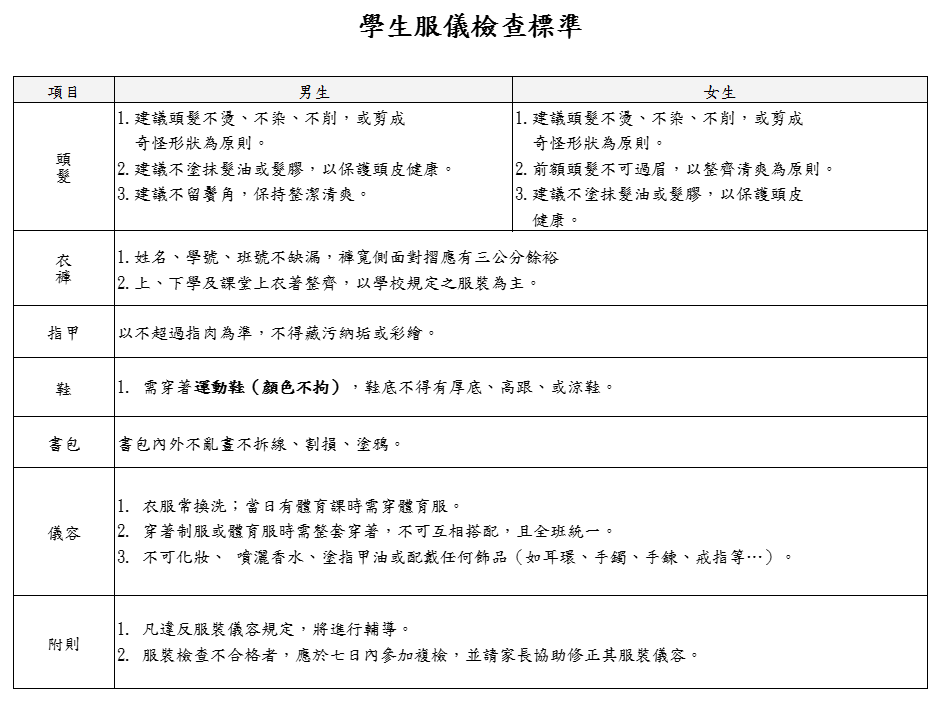 學生服儀檢查標準
項目 男生 女生
頭髮
1.建議頭髮不燙、不染、不削，或剪成
奇怪形狀為原則。
2.建議不塗抹髮油或髮膠，以保護頭皮健康。
3.建議不留鬢角，保持整潔清爽。
1.建議頭髮不燙、不染、不削，或剪成
奇怪形狀為原則。
2.前額頭髮不可過眉，以整齊清爽為原則。
3.建議不塗抹髮油或髮膠，以保護頭皮
健康。
衣褲
1.姓名、學號、班號不缺漏，褲寬側面對摺應有三公分餘裕
2.上、下學及課堂上衣著整齊，以學校規定之服裝為主。
指甲
以不超過指肉為準，不得藏污納垢或彩繪。
鞋
1. 需穿著運動鞋（顏色不拘），鞋底不得有厚底、高跟、或涼鞋。
書包
書包內外不亂畫不拆線、割損、塗鴉。
儀容
1. 衣服常換洗；當日有體育課時需穿體育服。
2. 穿著制服或體育服時需整套穿著，不可互相搭配，且全班統一。
3. 不可化妝、 噴灑香水、塗指甲油或配戴任何飾品（如耳環、手鐲、手鍊、戒指等…）。
附則
1. 凡違反服裝儀容規定，將進行輔導。
2. 服裝檢查不合格者，應於七日內參加複檢，並請家長協助修正其服裝儀容。